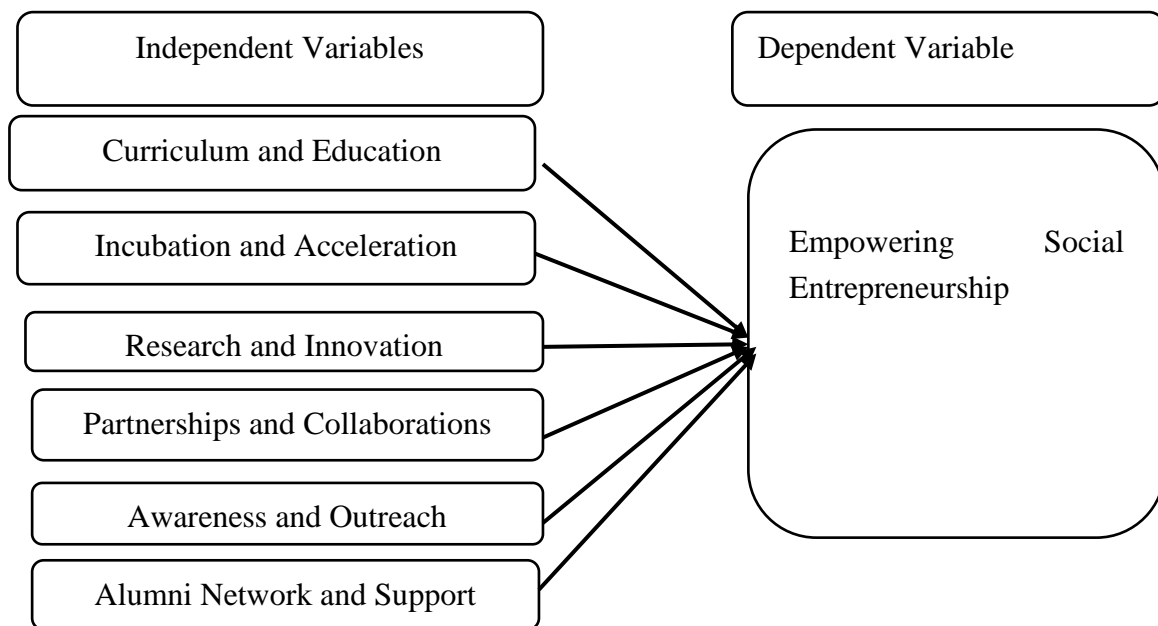 Independent Variables
Dependent Variable
Curriculum and Education
Incubation and Acceleration
Research and Innovation
Partnerships and Collaborations
Awareness and Outreach
Alumni Network and Support
Empowering Social
Entrepreneurship